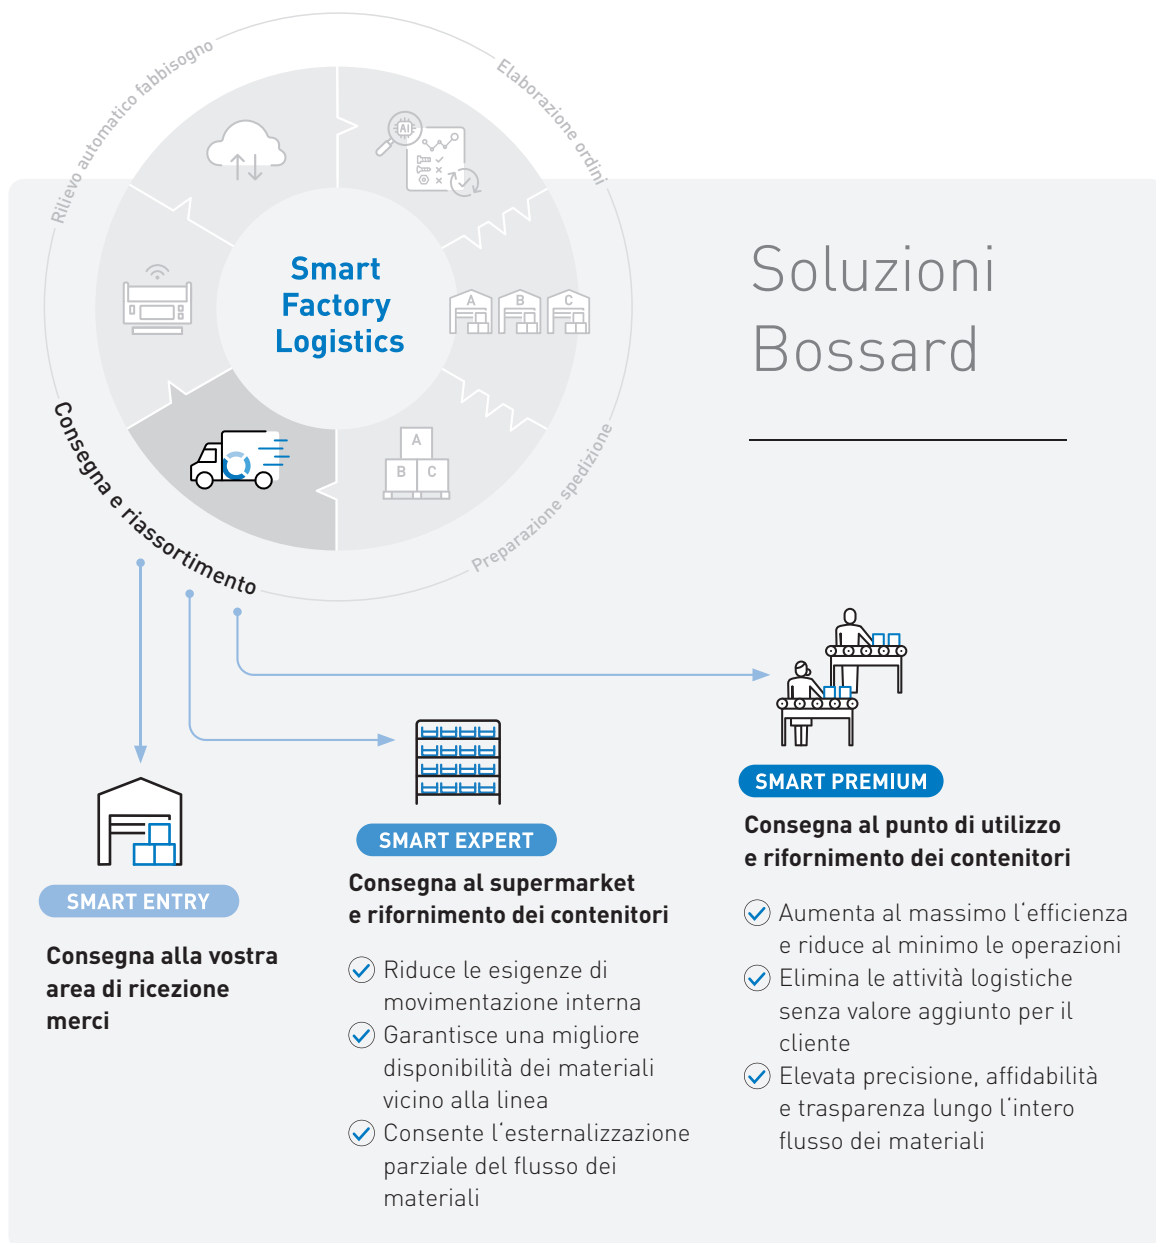 Rilievo automatico fabbisogno
Elaborazione ordini
AI
Smart
Factory
Logistics
A
B
C
Soluzioni
Bossard
A
B
C
Preparazione spedizione
Consegna e riassortimento
SMART ENTRY
Consegna alla vostra
area di ricezione
merci
SMART EXPERT
Consegna al supermarket
e rifornimento dei contenitori
Riduce le esigenze di
movimentazione interna
Garantisce una migliore
disponibilità dei materiali
vicino alla linea
Consente l‘esternalizzazione
parziale del flusso dei
materiali
SMART PREMIUM
Consegna al punto di utilizzo
e rifornimento dei contenitori
Aumenta al massimo l‘efficienza
e riduce al minimo le operazioni
Elimina le attività logistiche
senza valore aggiunto per il
cliente
Elevata precisione, affidabilità
e trasparenza lungo l‘intero
flusso dei materiali